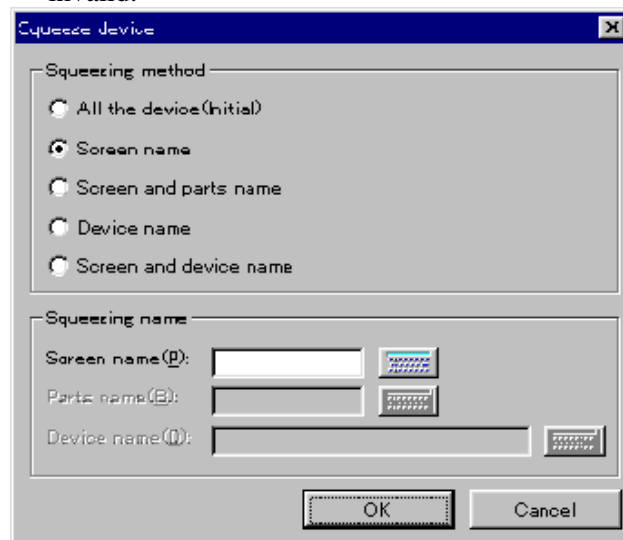 invalid.
Squeeze device
Squeezing method
All the device(Initial)
Screen name
Screen and parts name
Device name
Screen and device name
Squeezing name
Screen name(P):
Parts name(B):
Device name(D):
OK Cancel